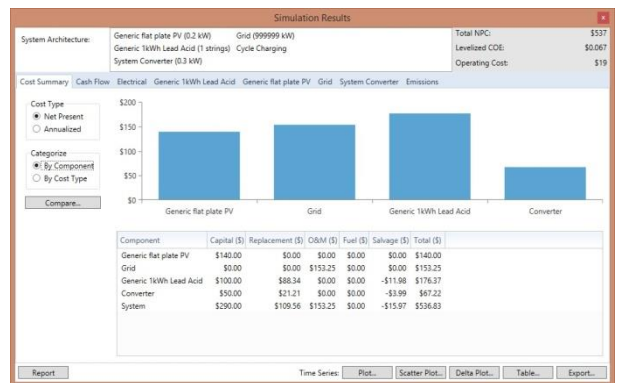 Simulation Results
System Architecture:
Generic flat plate PV (0.2 kW) Grid (999999 kW)
Generic 1kWh Lead Acid (1 strings) Cycle Charging
System Converter (0.3 kW)
Total NPC: $537
Levelized COE: $0.067
Operating Cost: $19
Cost Summary Cash Flow Electrical Generic 1kWh Lead Acid Generic flat plate PV Grid System Converter Emissions
Cost Type
Net Present
Annualized
Categorize
By Component
By Cost Type
Compare...
$200
$150
$100
$50
$0
Generic flat plate PV Grid Generic 1kWh Lead Acid Converter
Component Capital ($) Replacement ($) O&M ($) Fuel ($) Salvage ($) Total ($)
Generic flat plate PV $140.00 $0.00 $0.00 $0.00 $0.00 $140.00
Grid $0.00 $0.00 $153.25 $0.00 $0.00 $153.25
Generic 1kWh Lead Acid $100.00 $88.34 $0.00 $0.00 -$11.98 $176.37
Converter $50.00 $21.21 $0.00 $0.00 -$3.99 $67.22
System $290.00 $109.56 $153.25 $0.00 -$15.97 $536.83
Report Time Series: Plot... Scatter Plot... Delta Plot... Table... Export...